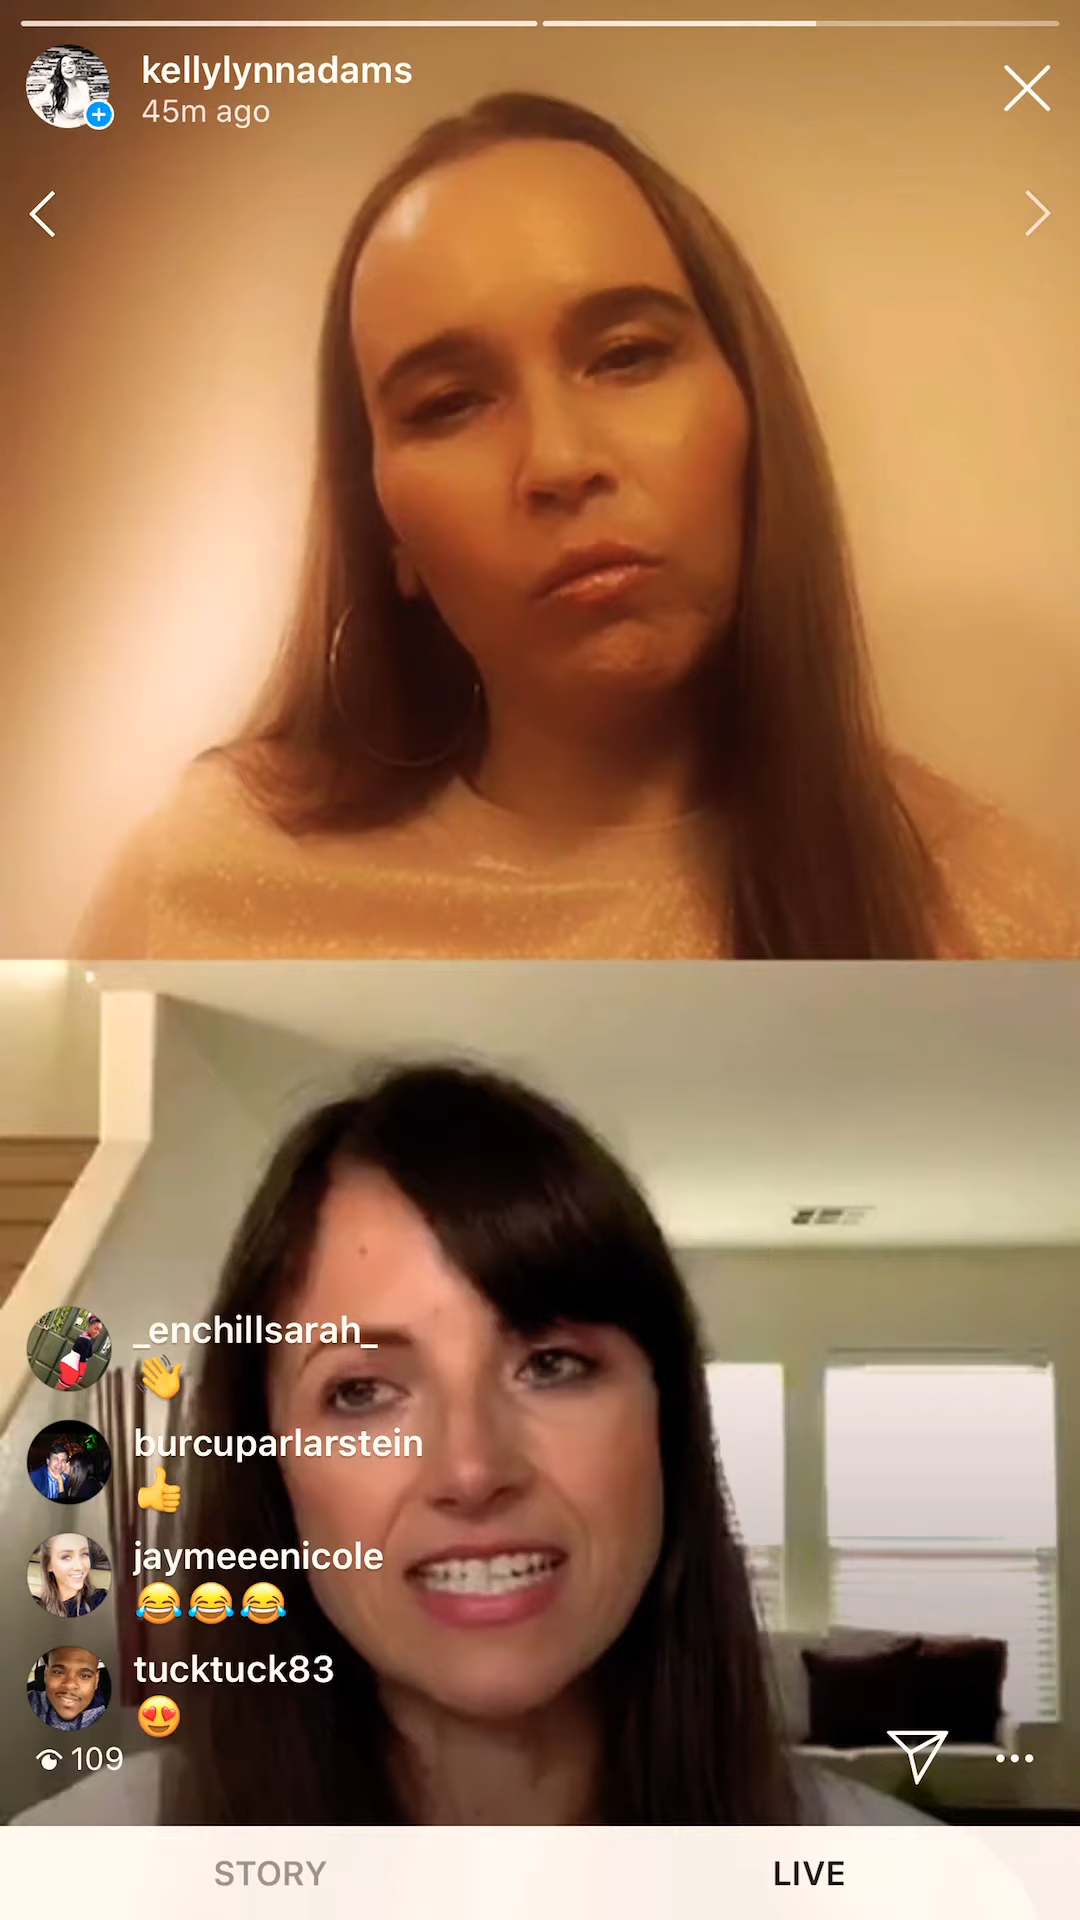 kellylynnadams
45m ago
_enchillsarah_
👋
burcuparlarstein
👍
jaymeeenicole
😂😂😂
tucktuck83
😍
109
STORY
LIVE